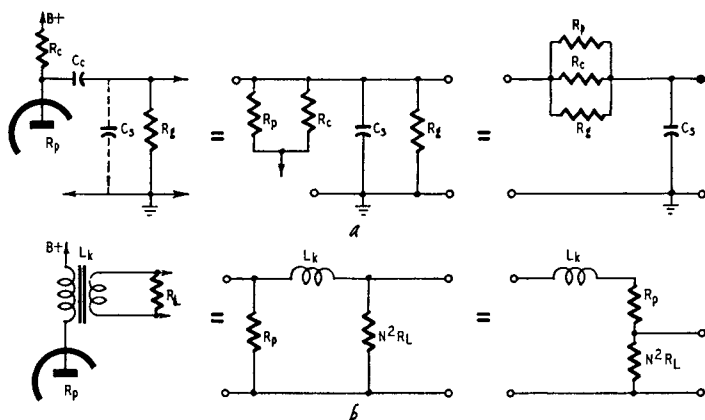 B+
Rc
Cc
Cs
Rg
Rp
=
Rp
Rc
Cs
Rg
=
Rp
Rc
Rg
Cs
a
B+
Lk
RL
Rp
=
Lk
Rp
N²RL
=
Lk
Rp
N²RL
b